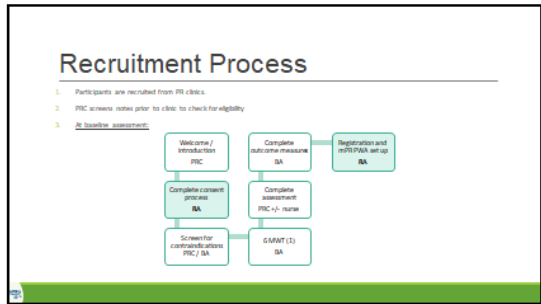 Recruitment Process
1. Participants are recruited from PR clinics.
2. PRC screens notes prior to clinic to check for eligibility
3. At baseline assessment:
Welcome /
introduction
PRC
Complete consent
process
RA
Screen for
contraindications
PRC / RA
6MWT (1)
RA
Complete
assessment
PRC +/- nurse
Complete
outcome measures
RA
Registration and
mPR PWA set up
RA